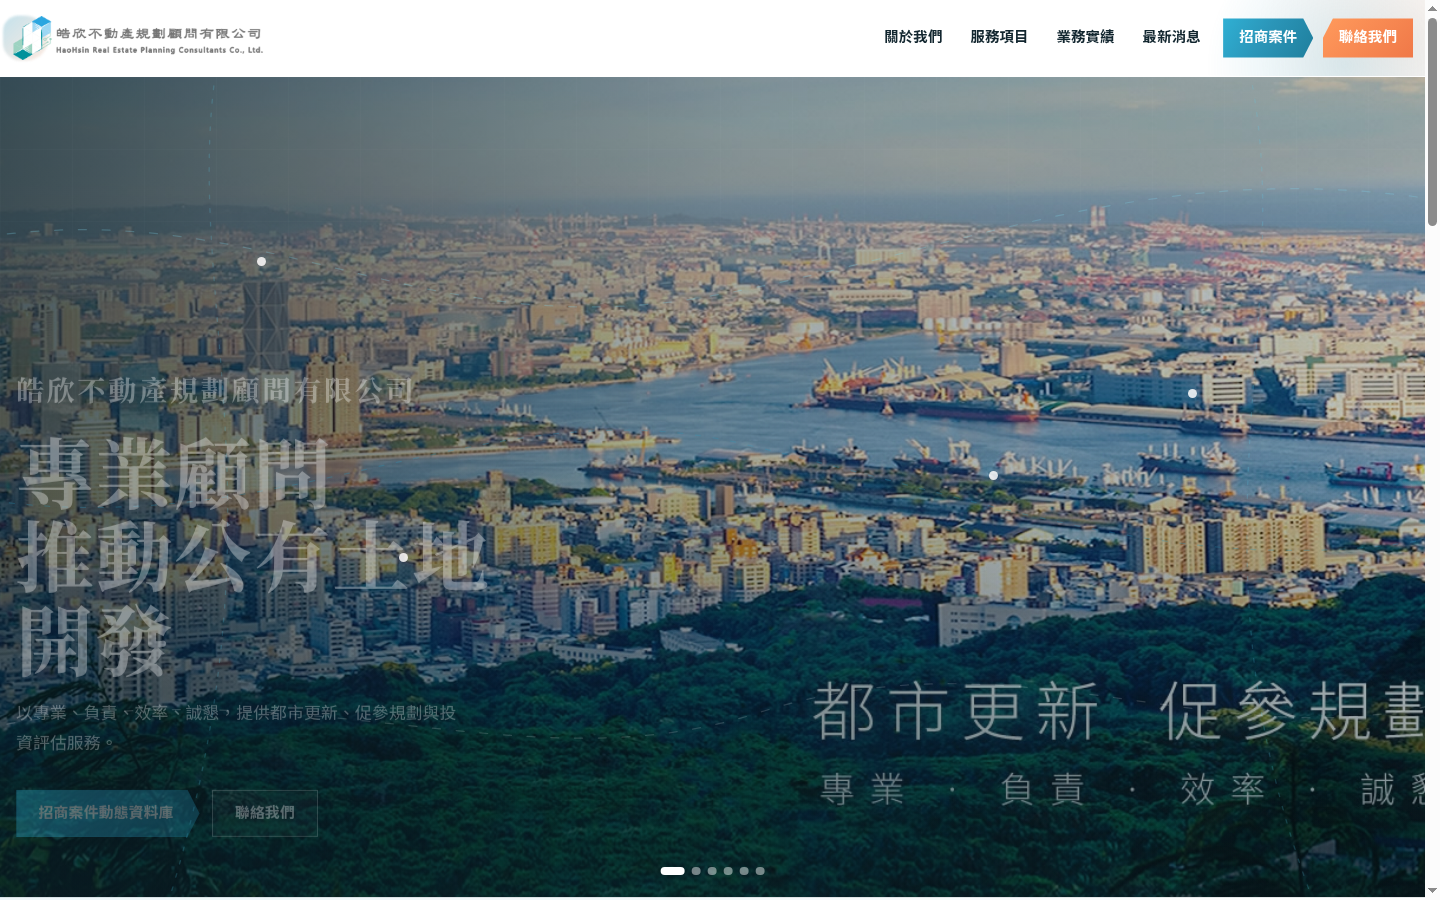 皓欣不動產規劃顧問有限公司
HaoHsin Real Estate Planning Consultants Co., Ltd.
關於我們 服務項目 業務實績 最新消息 招商案件 聯絡我們
皓欣不動產規劃顧問有限公司
專業顧問
推動公有土地
開發
以專業、負責、效率、誠懇，提供都市更新、促參規劃與投
資評估服務。
招商案件動態資料庫 聯絡我們
都市更新 促參規劃
專業 · 負責 · 效率 · 誠懇